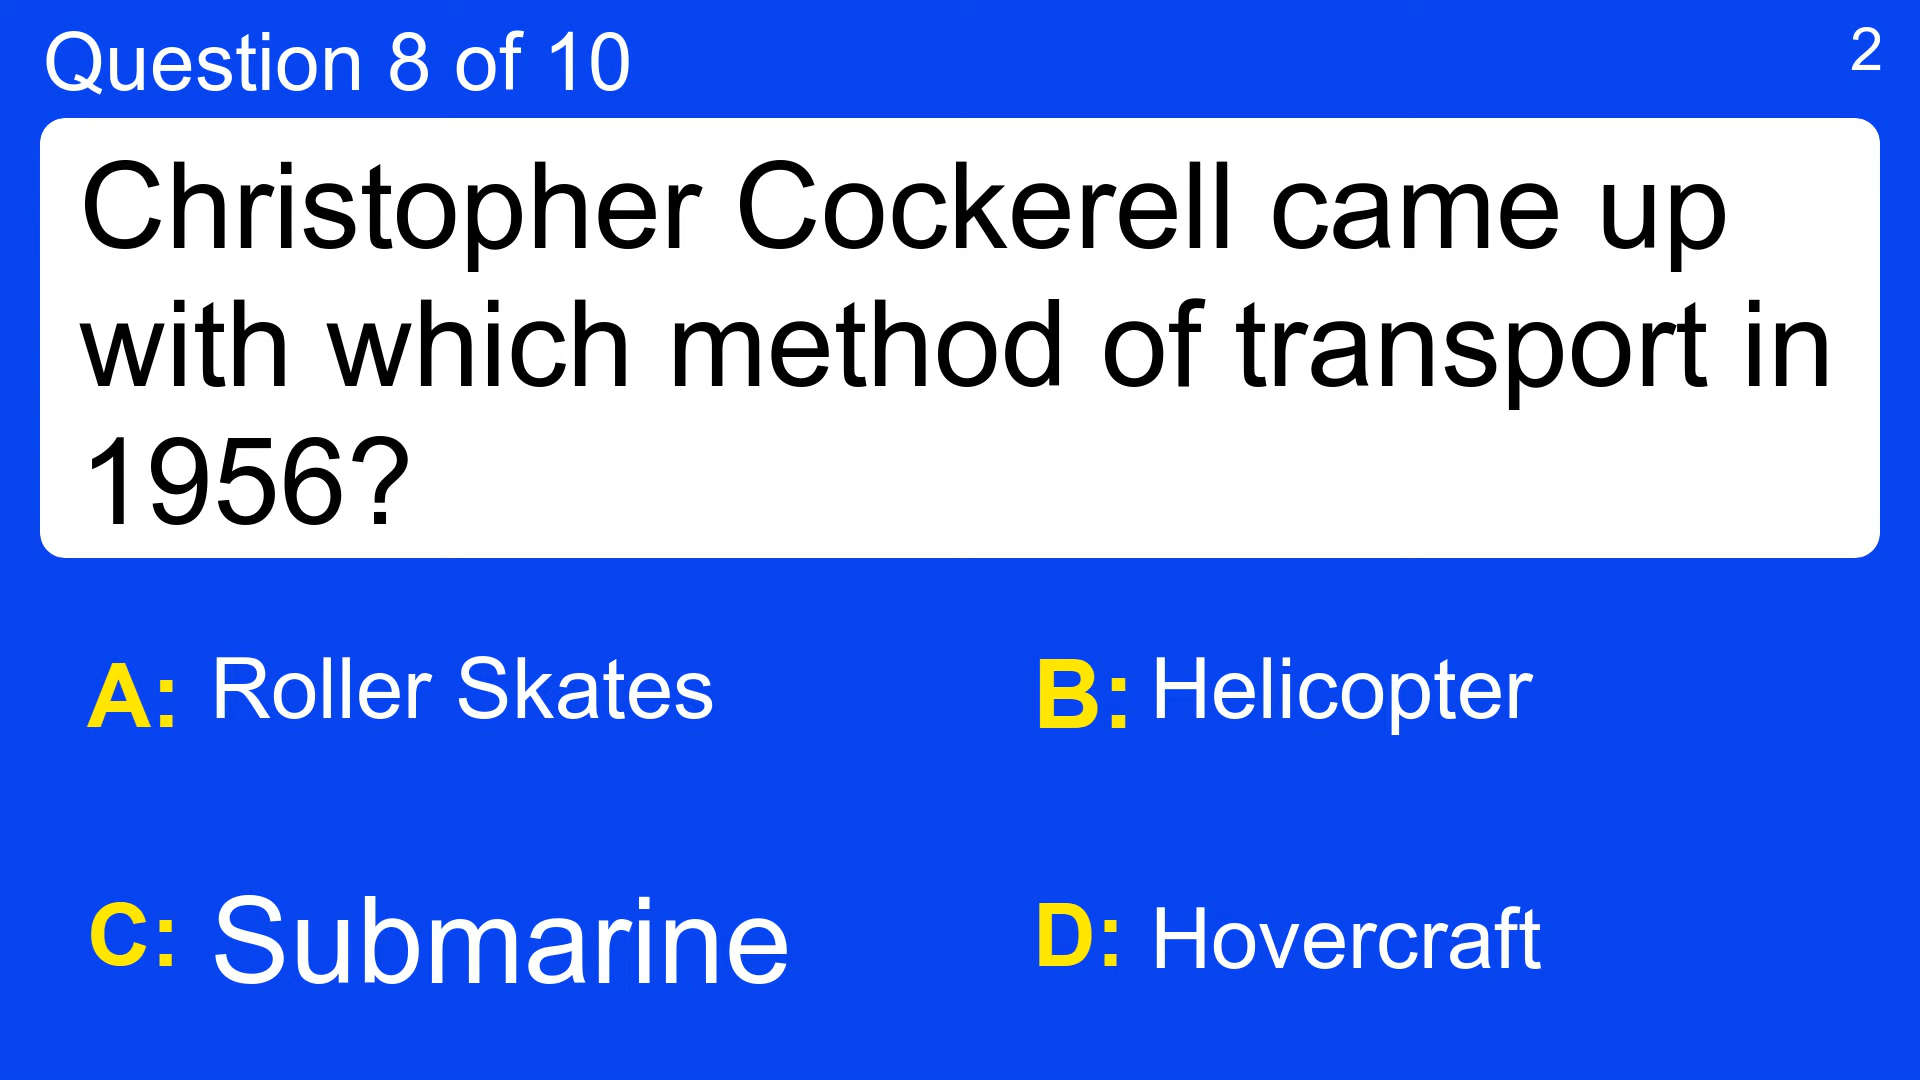 Question 8 of 10
2
Christopher Cockerell came up
with which method of transport in
1956?
A: Roller Skates
B: Helicopter
C: Submarine
D: Hovercraft